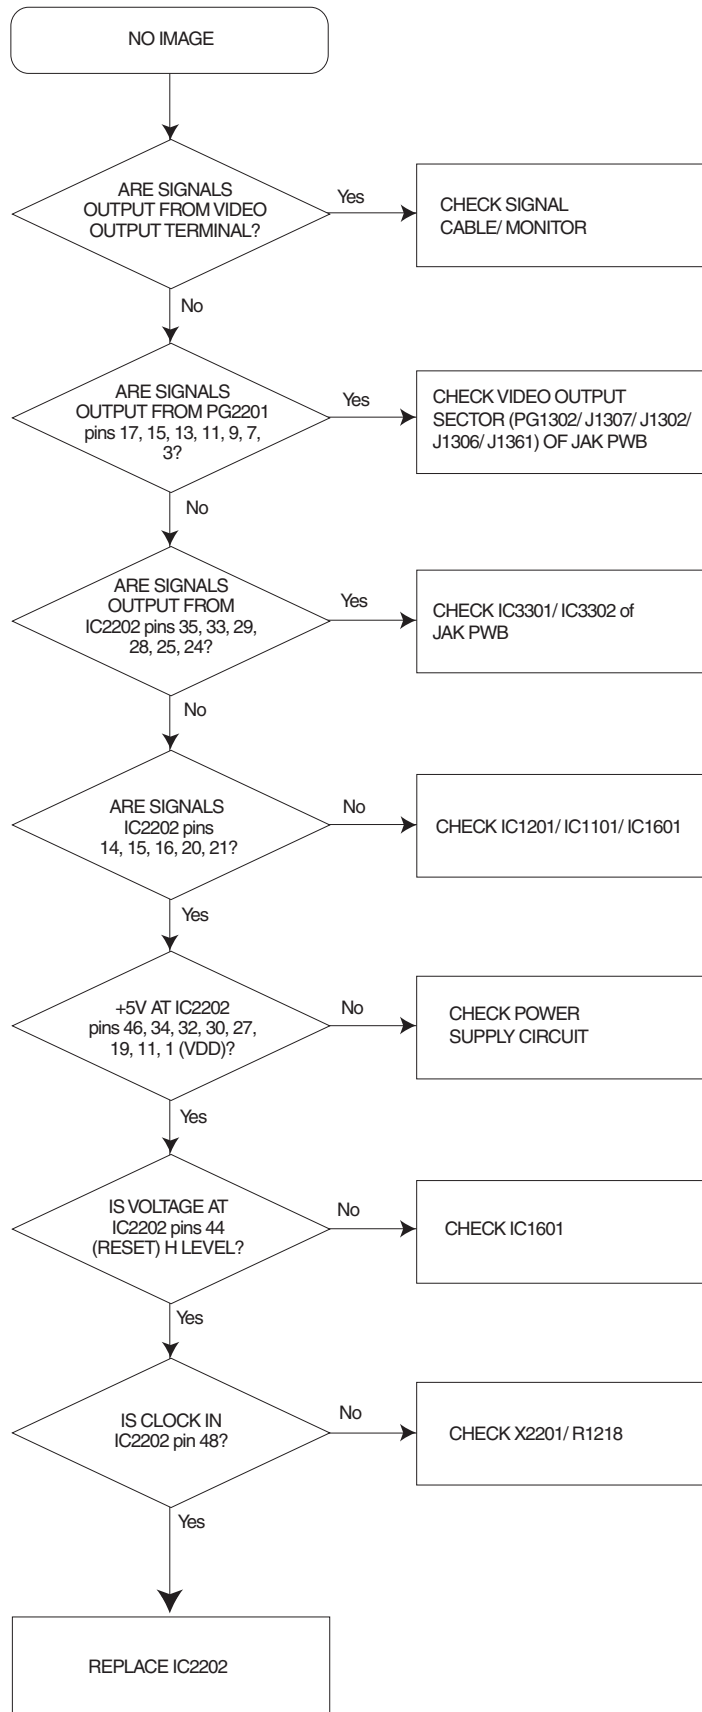 NO IMAGE
ARE SIGNALS
OUTPUT FROM VIDEO
OUTPUT TERMINAL?
Yes
CHECK SIGNAL
CABLE/ MONITOR
No
ARE SIGNALS
OUTPUT FROM PG2201
pins 17, 15, 13, 11, 9, 7,
3?
Yes
CHECK VIDEO OUTPUT
SECTOR (PG1302/ J1307/ J1302/
J1306/ J1361) OF JAK PWB
No
ARE SIGNALS
OUTPUT FROM
IC2202 pins 35, 33, 29,
28, 25, 24?
Yes
CHECK IC3301/ IC3302 of
JAK PWB
No
ARE SIGNALS
IC2202 pins
14, 15, 16, 20, 21?
No
CHECK IC1201/ IC1101/ IC1601
Yes
+5V AT IC2202
pins 46, 34, 32, 30, 27,
19, 11, 1 (VDD)?
No
CHECK POWER
SUPPLY CIRCUIT
Yes
IS VOLTAGE AT
IC2202 pins 44
(RESET) H LEVEL?
No
CHECK IC1601
Yes
IS CLOCK IN
IC2202 pin 48?
No
CHECK X2201/ R1218
Yes
REPLACE IC2202